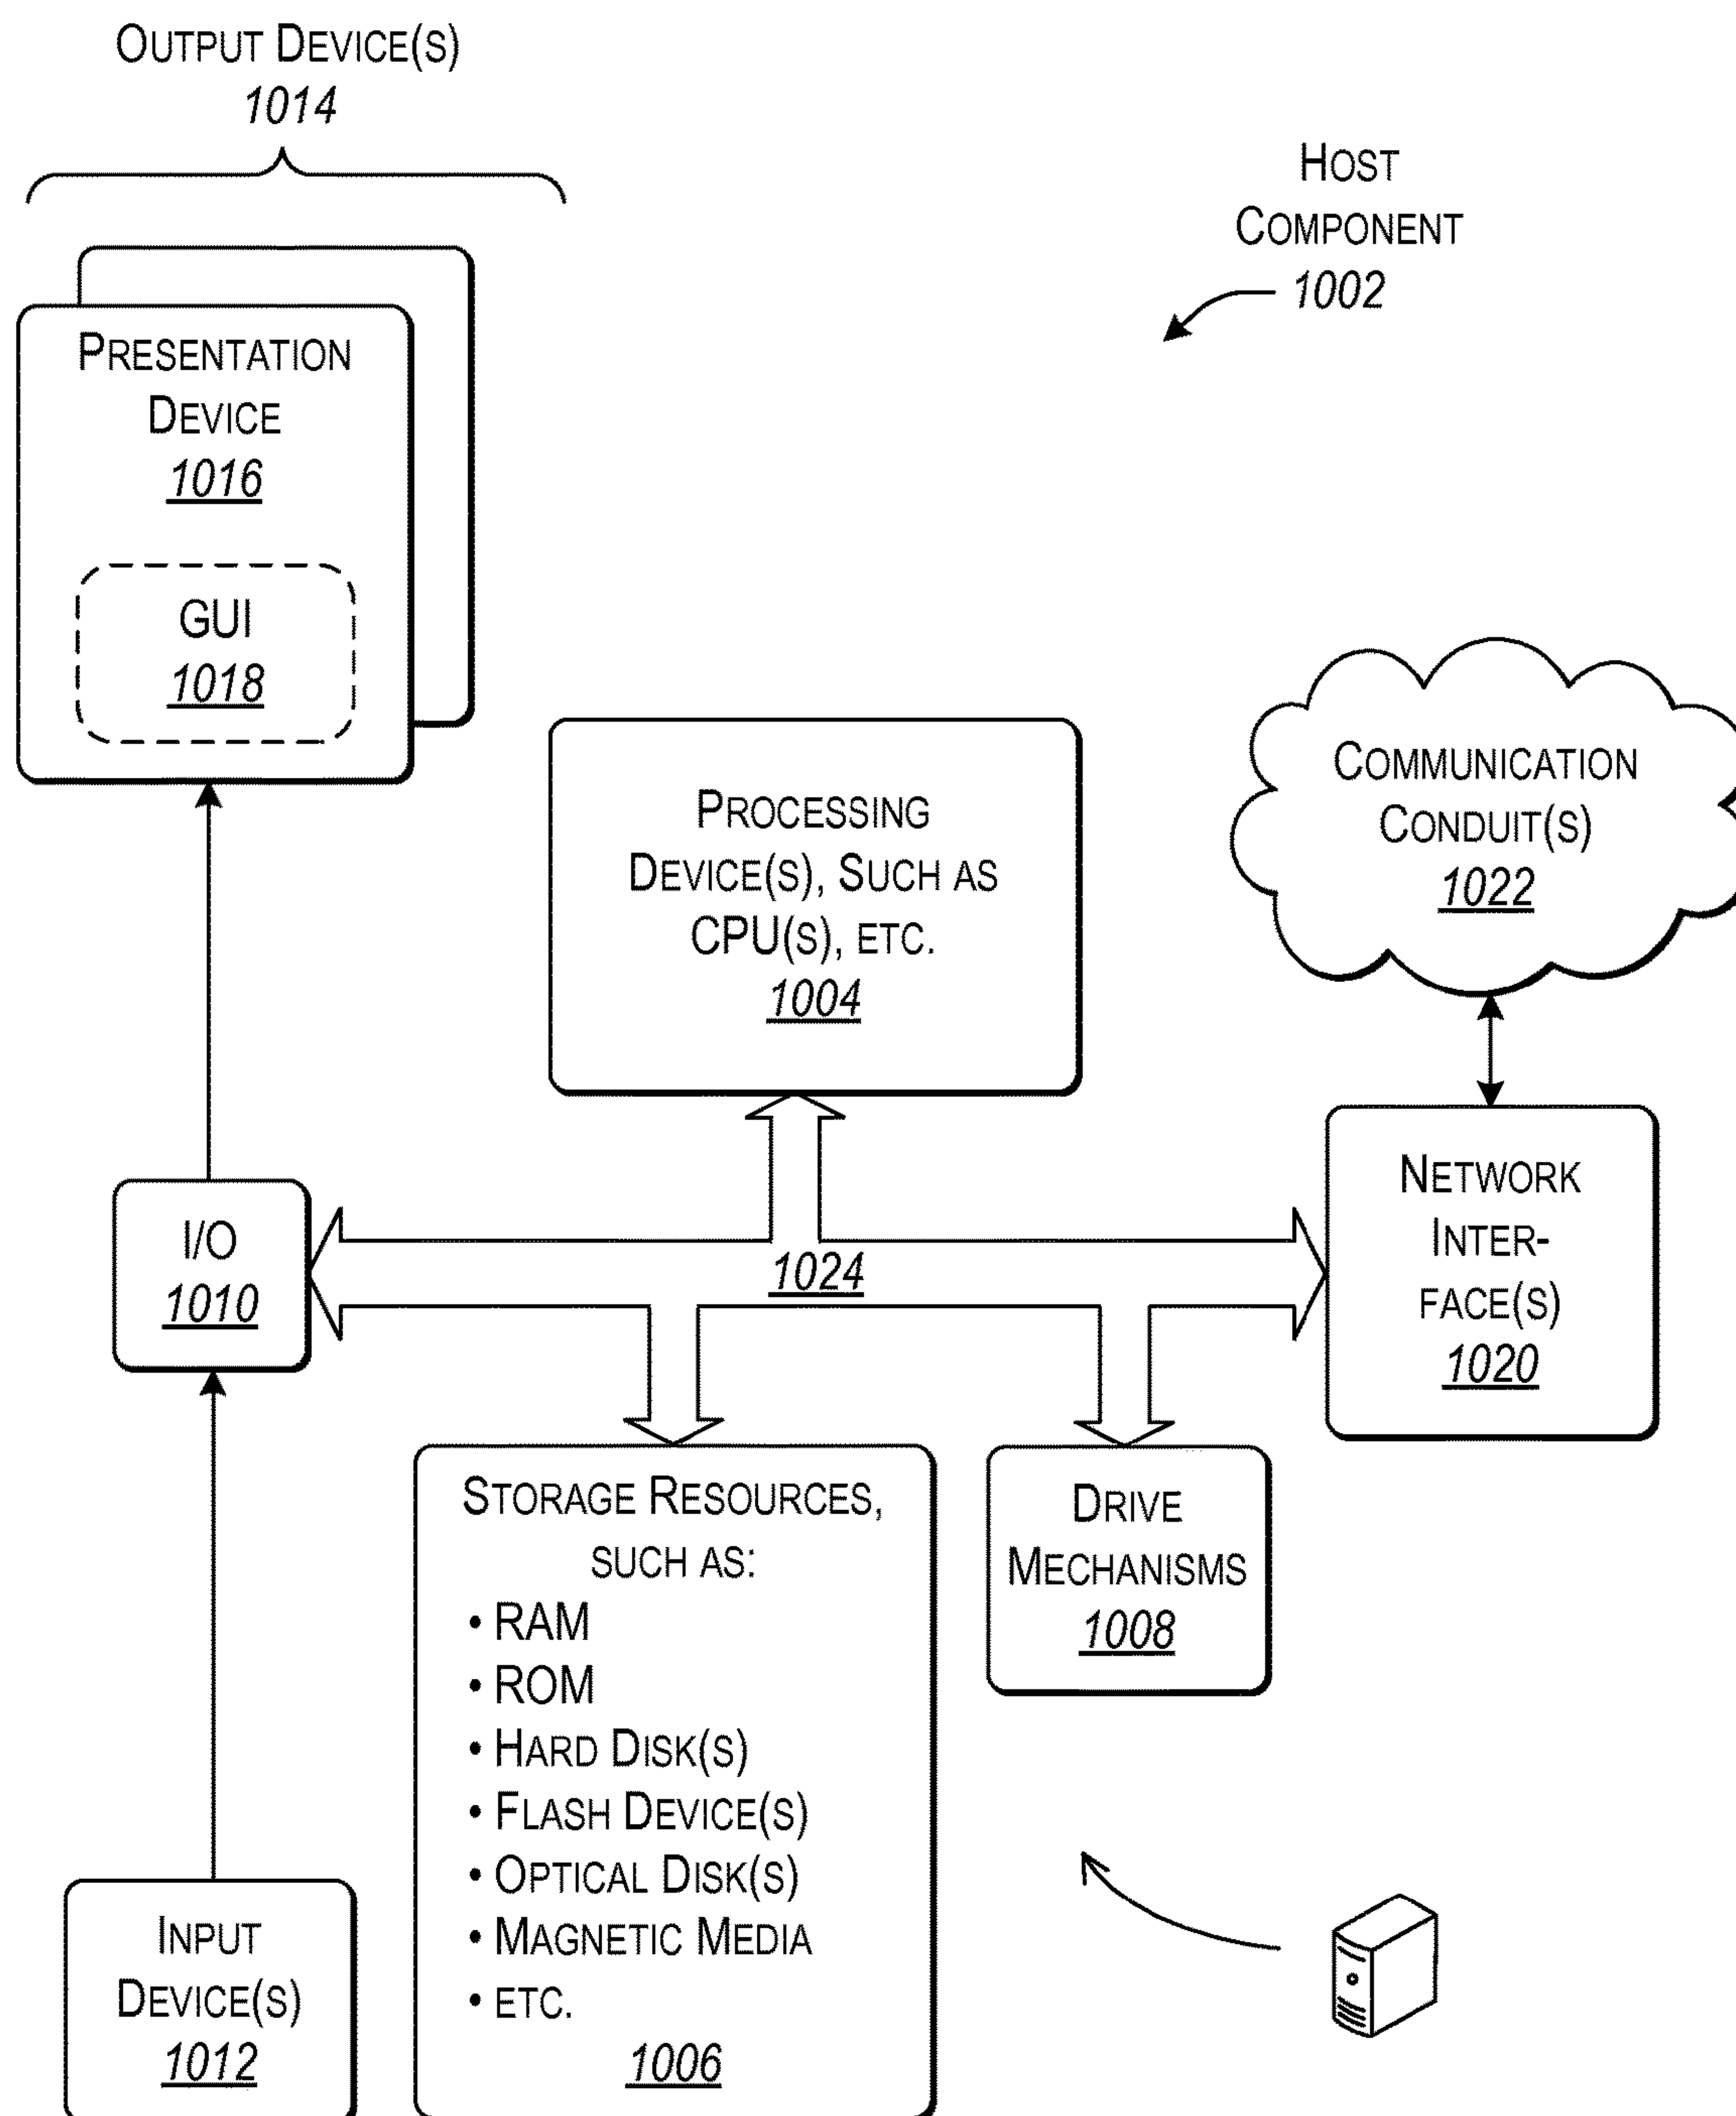 OUTPUT DEVICE(S)
1014
HOST
COMPONENT
1002
PRESENTATION
DEVICE
1016
GUI
1018
PROCESSING
DEVICE(S), SUCH AS
CPU(S), ETC.
1004
COMMUNICATION
CONDUIT(S)
1022
I/O
1010
1024
NETWORK
INTER-
FACE(S)
1020
STORAGE RESOURCES,
SUCH AS:
• RAM
• ROM
• HARD DISK(S)
• FLASH DEVICE(S)
• OPTICAL DISK(S)
• MAGNETIC MEDIA
• ETC.
1006
DRIVE
MECHANISMS
1008
INPUT
DEVICE(S)
1012